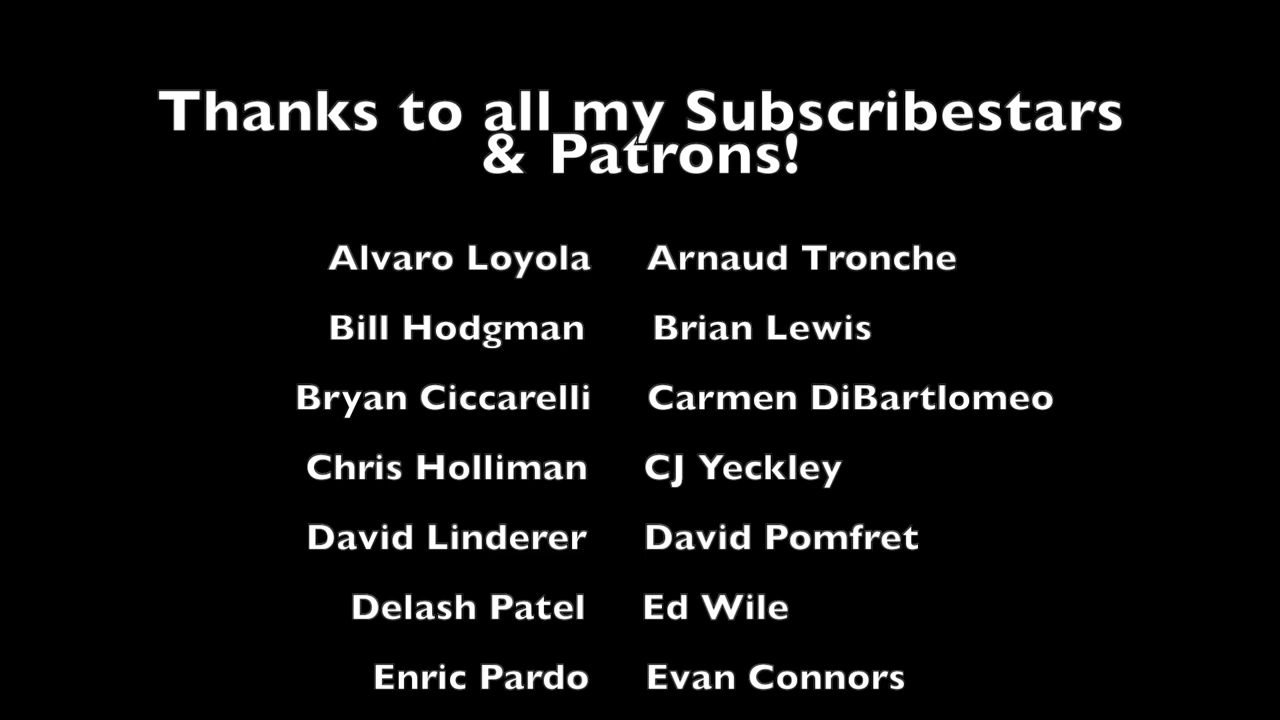 Thanks to all my Subscribestars
& Patrons!
Alvaro Loyola Arnaud Tronche
Bill Hodgman Brian Lewis
Bryan Ciccarelli Carmen DiBartlomeo
Chris Holliman CJ Yeckley
David Linderer David Pomfret
Delash Patel Ed Wile
Enric Pardo Evan Connors